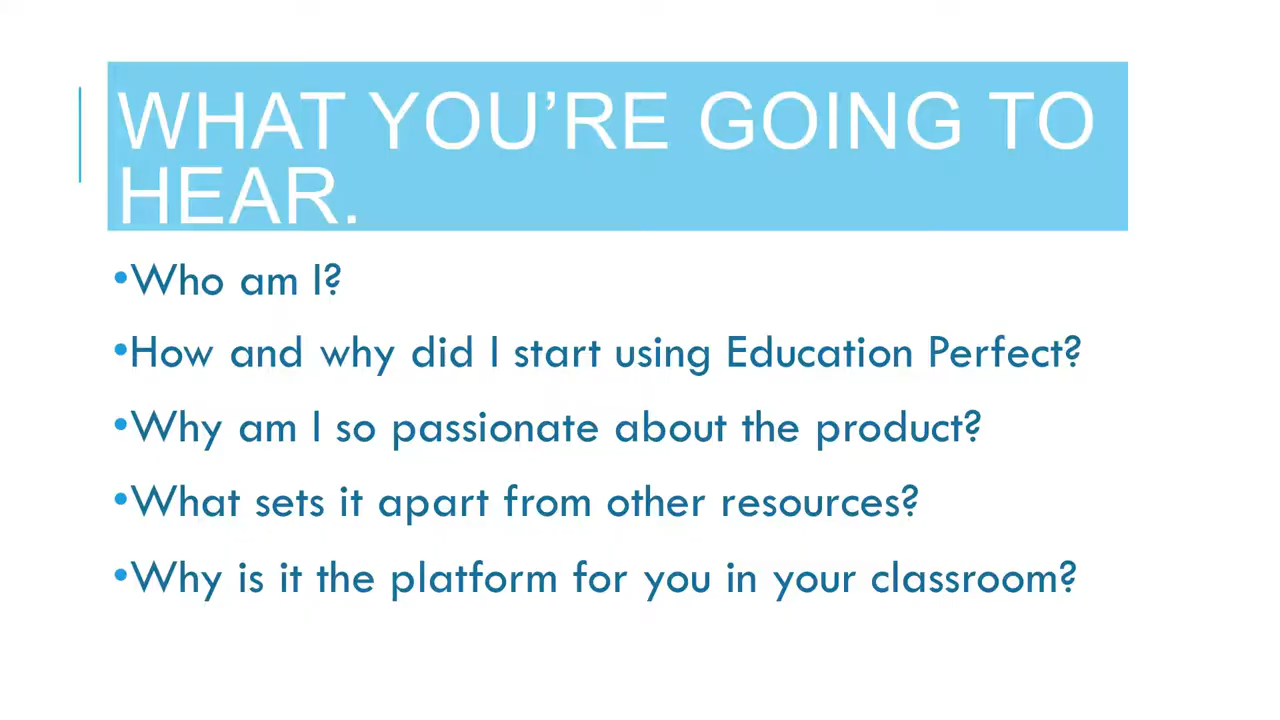 WHAT YOU’RE GOING TO
HEAR.
•Who am I?
•How and why did I start using Education Perfect?
•Why am I so passionate about the product?
•What sets it apart from other resources?
•Why is it the platform for you in your classroom?